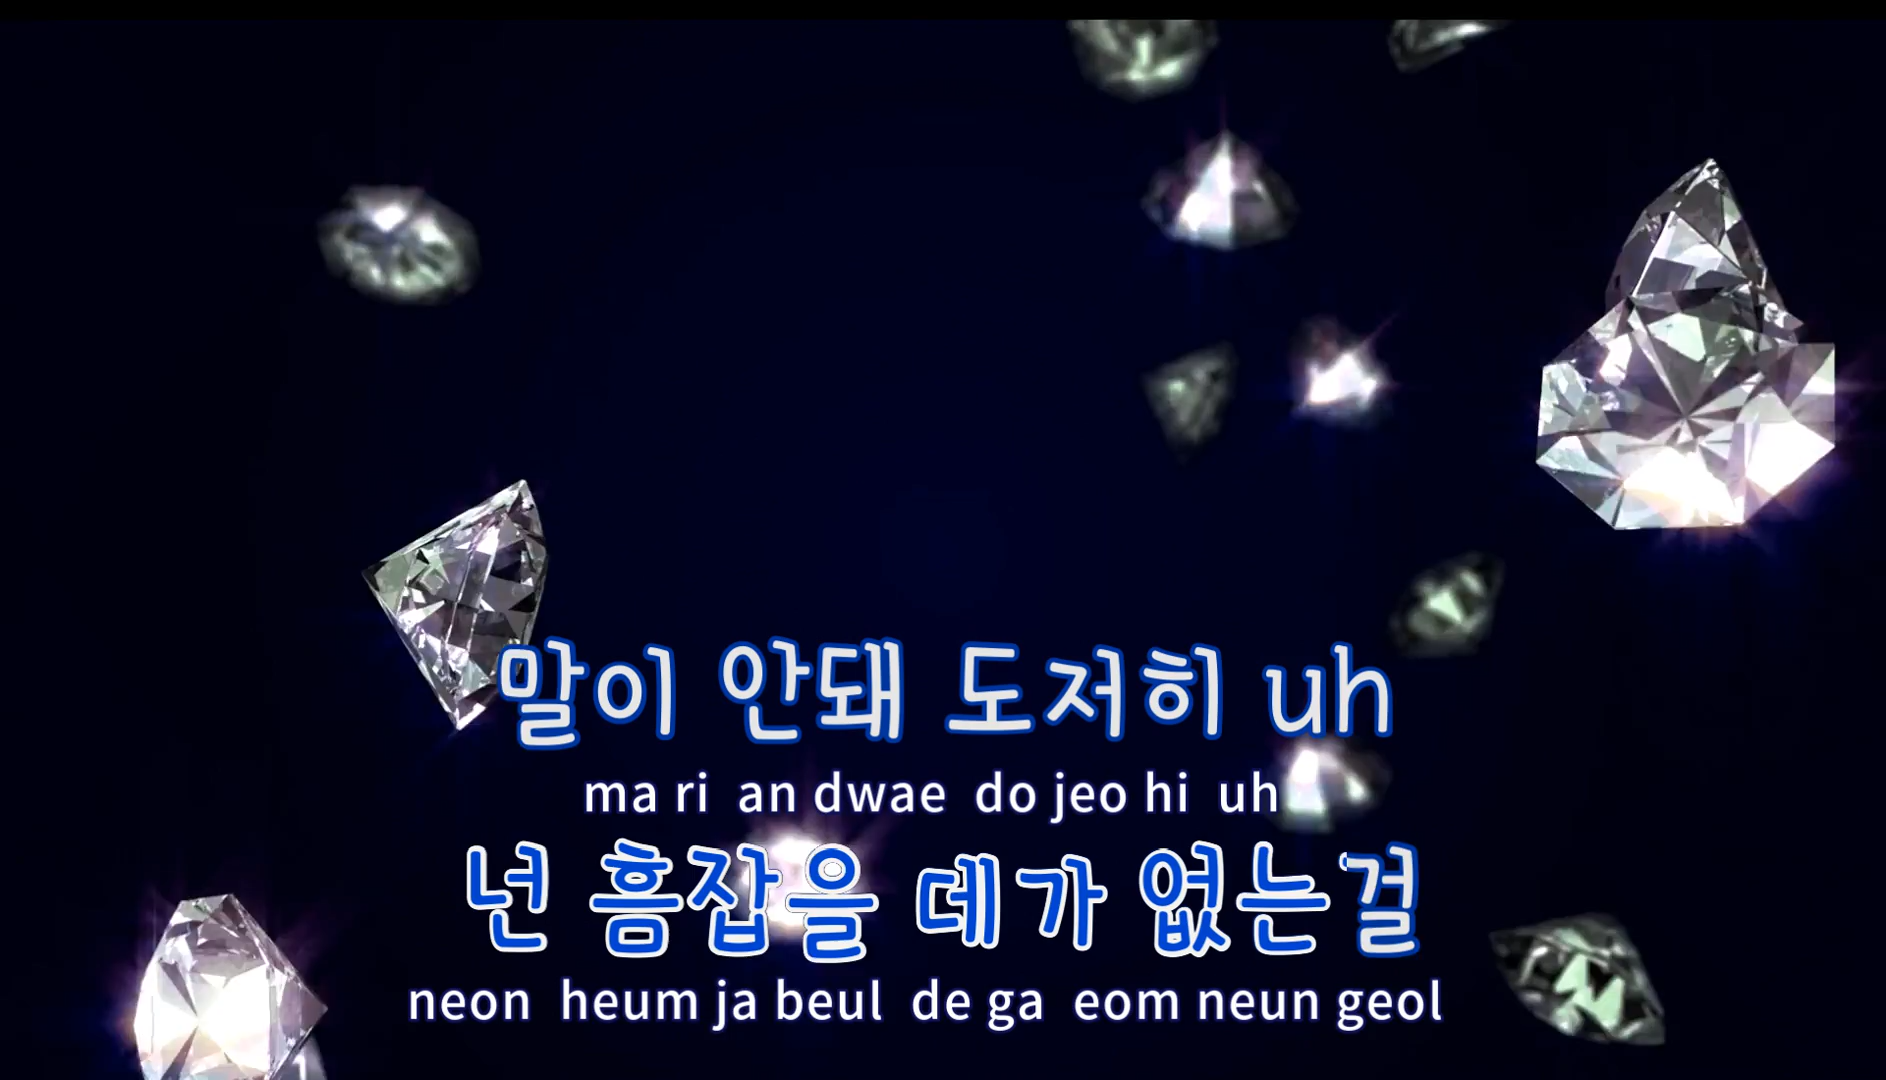 말이 안돼 도저히 uh
ma ri an dwae do jeo hi uh
넌 흠잡을 데가 없는걸
neon heum ja beul de ga eom neun geol